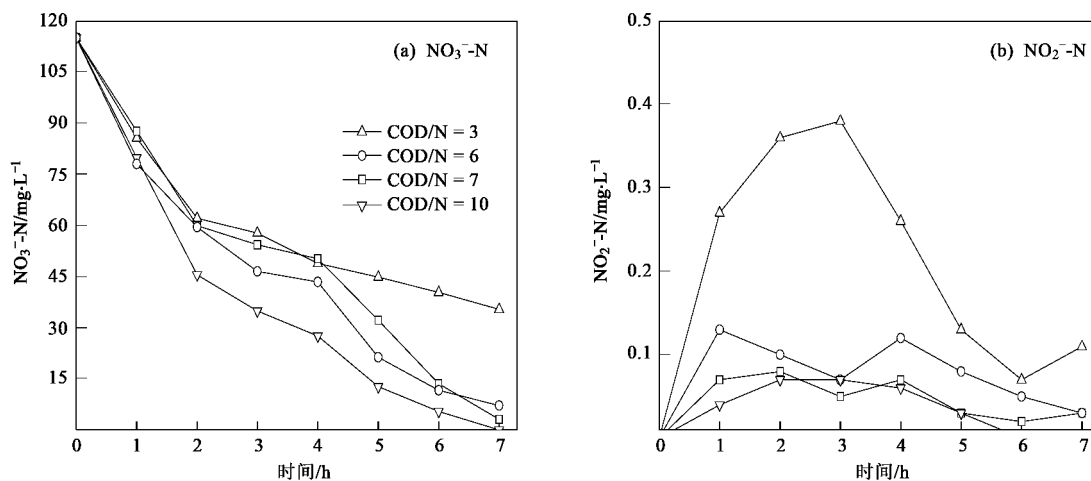 120
105
90
75
60
45
30
15
0 1 2 3 4 5 6 7
时间/h
NO₃⁻-N/mg·L⁻¹
(a) NO₃⁻-N
COD/N = 3
COD/N = 6
COD/N = 7
COD/N = 10
0.5
0.4
0.3
0.2
0.1
0 1 2 3 4 5 6 7
时间/h
NO₂⁻-N/mg·L⁻¹
(b) NO₂⁻-N